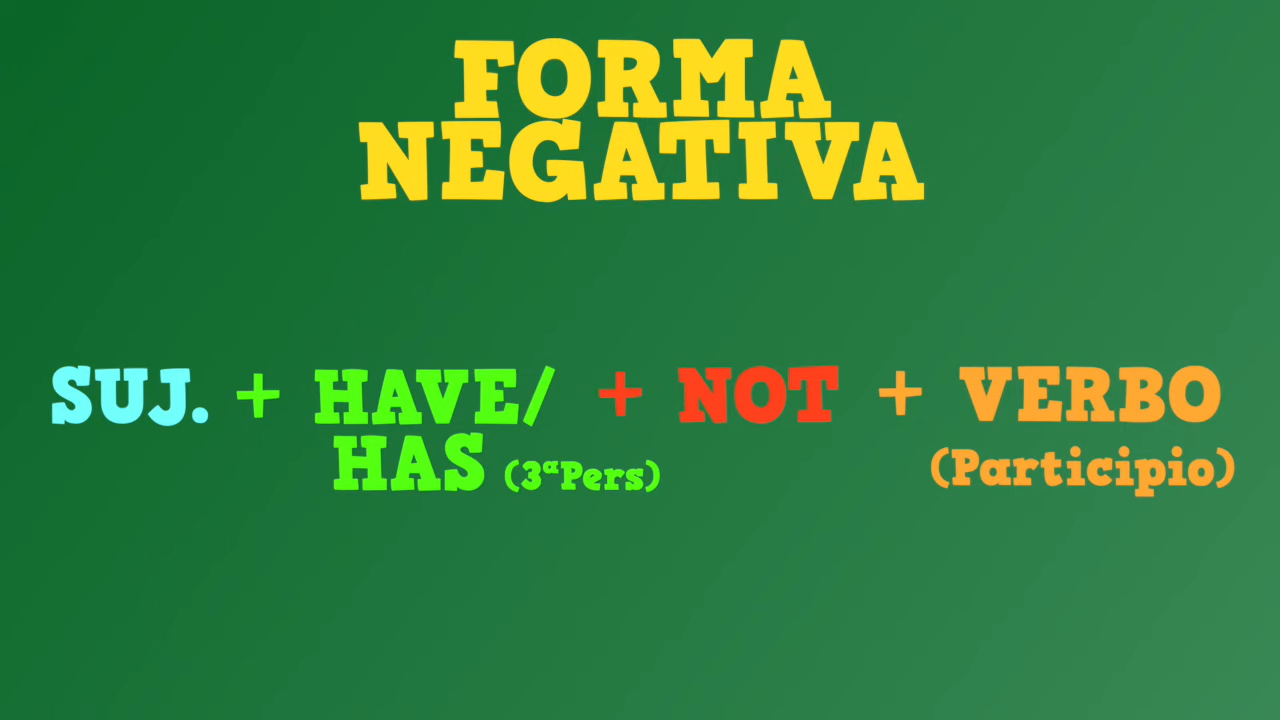 FORMA
NEGATIVA
SUJ. + HAVE/ + NOT + VERBO
HAS (3ªPers) (Participio)